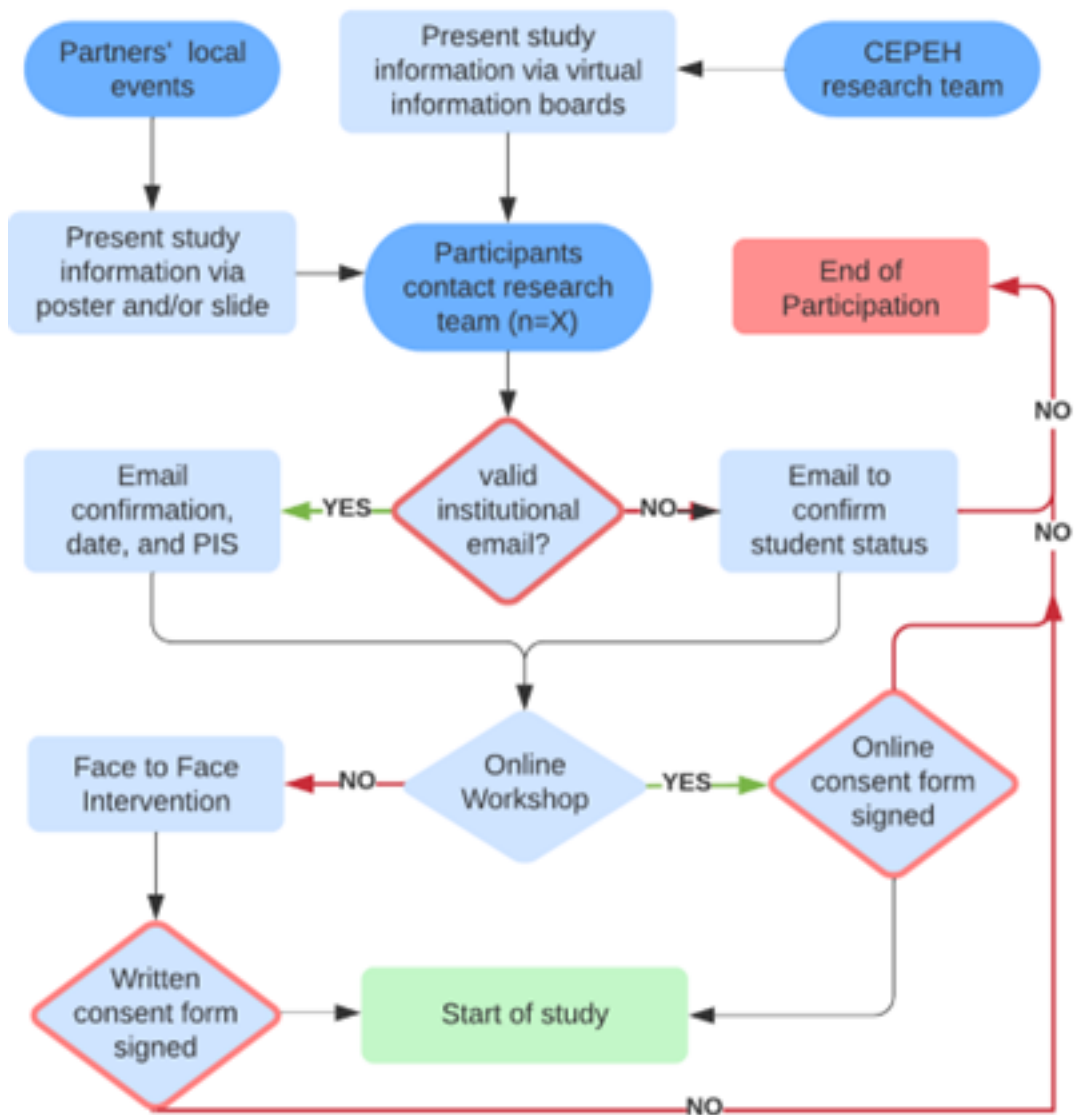 Partners' local
events
Present study
information via virtual
information boards
CEPEH
research team
Present study
information via
poster and/or slide
Participants
contact research
team (n=X)
End of
Participation
NO
Email
confirmation,
date, and PIS
YES
valid
institutional
email?
NO
Email to
confirm
student status
NO
Face to Face
Intervention
NO
Online
Workshop
YES
Online
consent form
signed
Written
consent form
signed
Start of study
NO